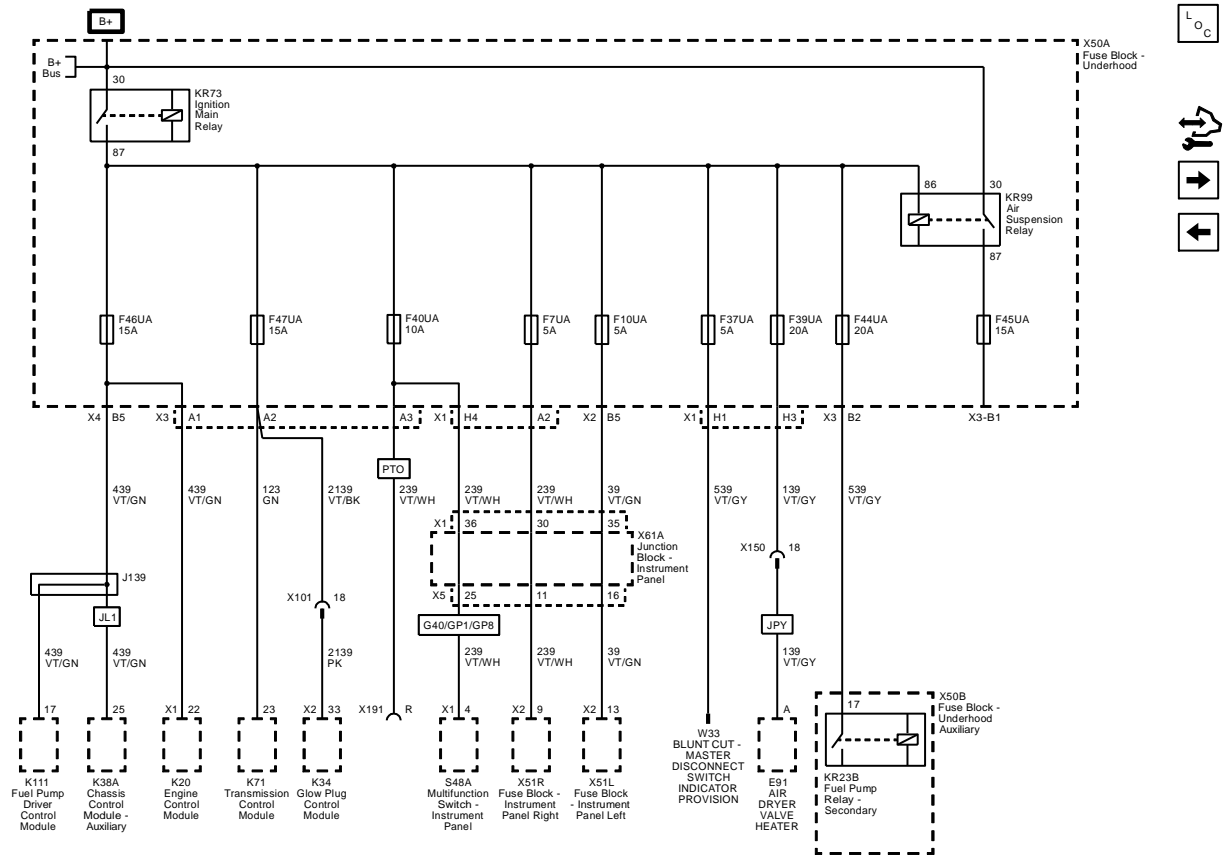 B+
L
O
C
X50A
Fuse Block -
Underhood
B+
Bus
30
KR73
Ignition
Main
Relay
87
86
30
KR99
Air
Suspension
Relay
87
F46UA
15A
F47UA
15A
F40UA
10A
F7UA
5A
F10UA
5A
F37UA
5A
F39UA
20A
F44UA
20A
F45UA
15A
X4
B5
X3
A1
A2
A3
X1
H4
A2
X2
B5
X1
H1
H3
X3
B2
X3-B1
PTO
439
VT/GN
439
VT/GN
123
GN
2139
VT/BK
239
VT/WH
239
VT/WH
239
VT/WH
39
VT/GN
539
VT/GY
139
VT/GY
539
VT/GY
X1
36
30
35
X61A
Junction
Block -
Instrument
Panel
X150
18
J139
X101
18
X5
25
11
16
JL1
G40/GP1/GP8
JPY
439
VT/GN
439
VT/GN
2139
PK
239
VT/WH
239
VT/WH
39
VT/GN
139
VT/GY
17
25
X1
22
23
X2
33
X191
R
X1
4
X2
9
X2
13
A
17
X50B
Fuse Block -
Underhood
Auxiliary
K111
Fuel Pump
Driver
Control
Module
K38A
Chassis
Control
Module -
Auxiliary
K20
Engine
Control
Module
K71
Transmission
Control
Module
K34
Glow Plug
Control
Module
S48A
Multifunction
Switch -
Instrument
Panel
X51R
Fuse Block -
Instrument
Panel Right
X51L
Fuse Block
- Instrument
Panel Left
W33
BLUNT CUT -
MASTER
DISCONNECT
SWITCH
INDICATOR
PROVISION
E91
AIR
DRYER
VALVE
HEATER
KR23B
Fuel Pump
Relay -
Secondary